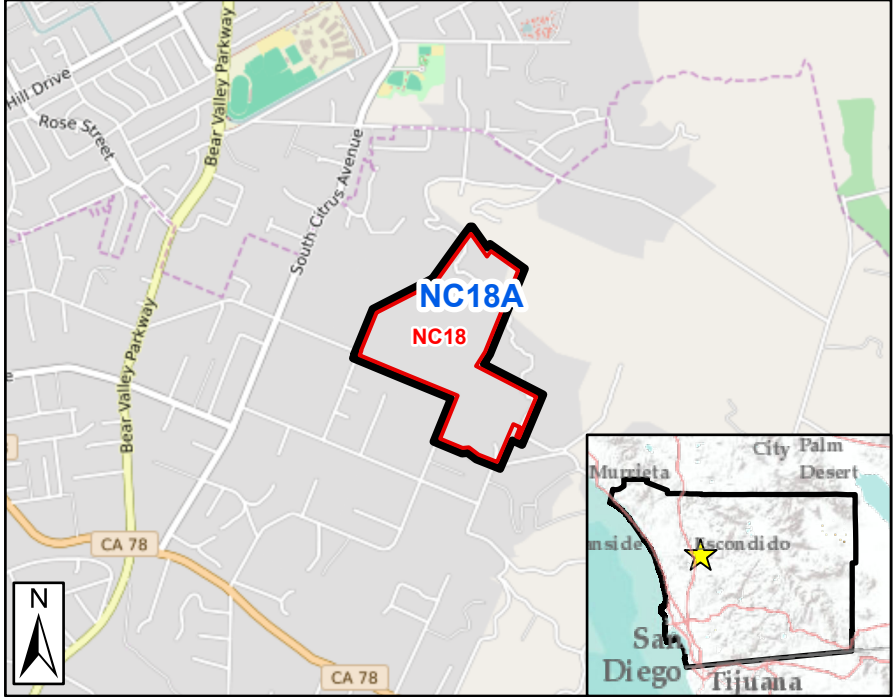 Bear Valley Parkway
Hill Drive
Rose Street
South Citrus Avenue
NC18A
NC18
Bear Valley Parkway
e
CA 78
CA 78
N
City
Palm
Desert
Murrieta
nside
Escondido
San
Diego
Tijuana